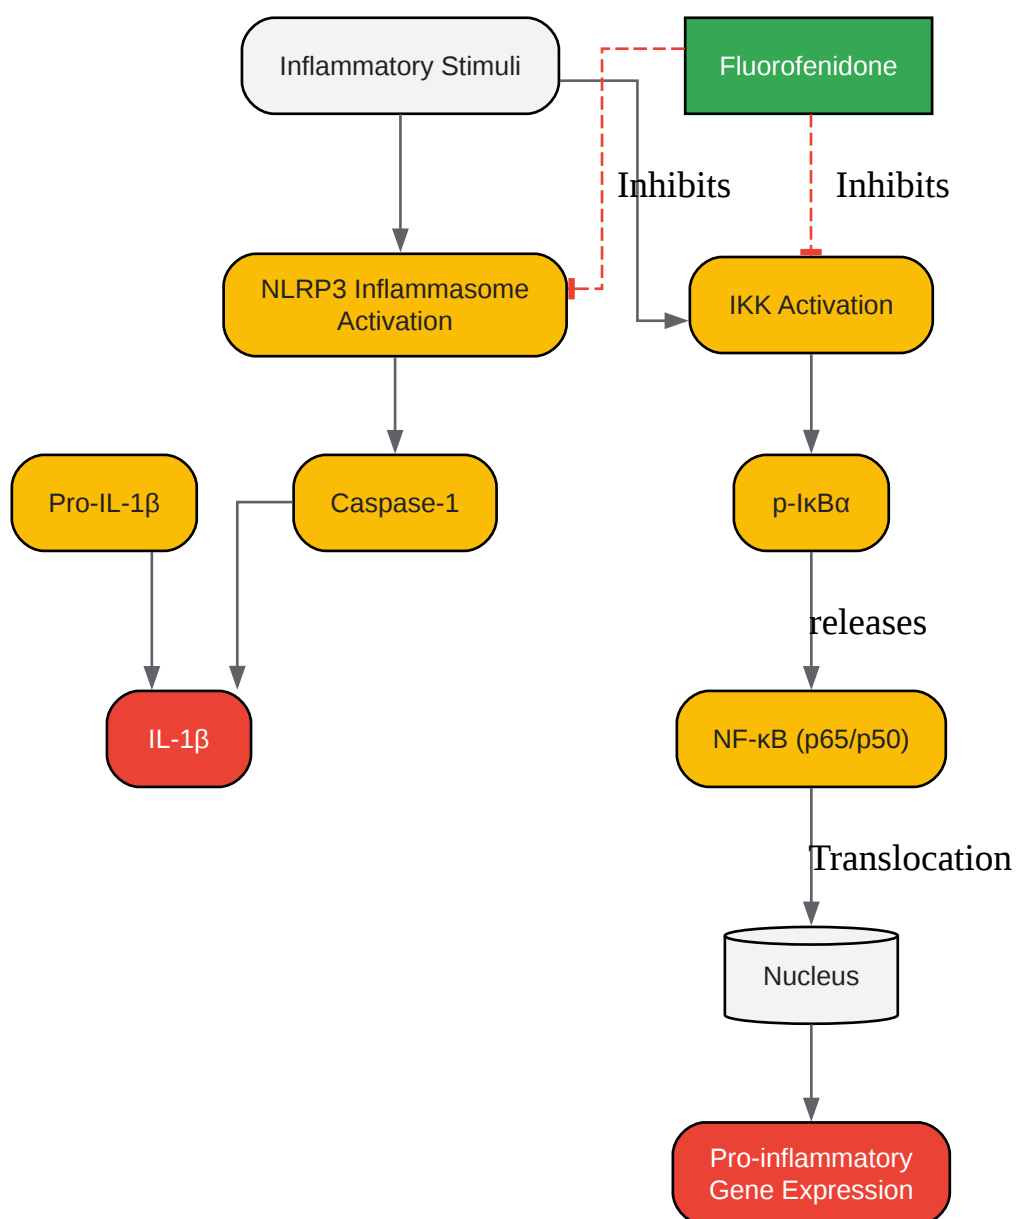 Inflammatory Stimuli
Fluorofenidone
Inhibits
Inhibits
NLRP3 Inflammasome
Activation
IKK Activation
Pro-IL-1β
Caspase-1
p-IκBα
releases
IL-1β
NF-κB (p65/p50)
Translocation
Nucleus
Pro-inflammatory
Gene Expression